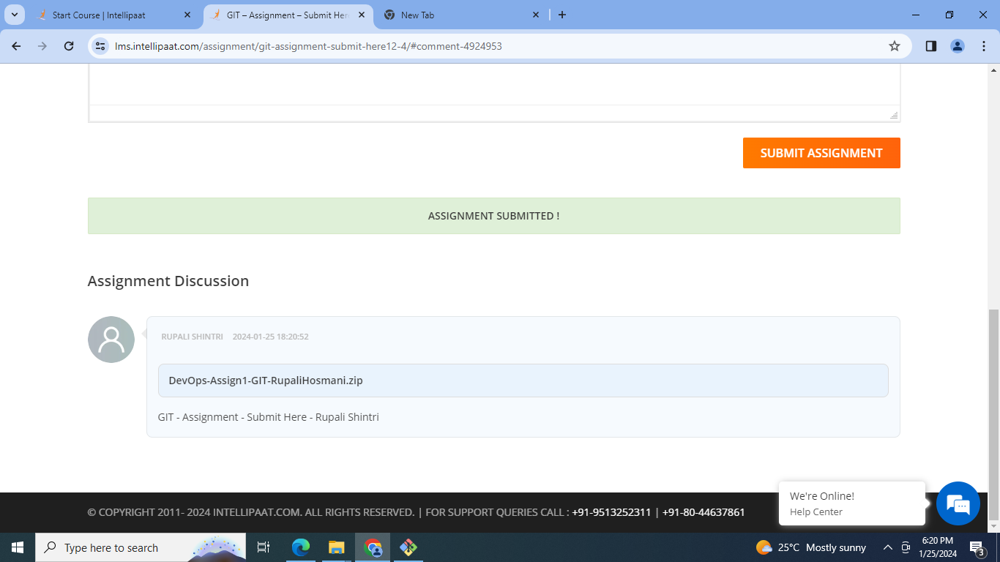 Start Course | Intellipaat
GIT – Assignment – Submit Her
New Tab
lms.intellipaat.com/assignment/git-assignment-submit-here12-4/#comment-4924953
SUBMIT ASSIGNMENT
ASSIGNMENT SUBMITTED !
Assignment Discussion
RUPALI SHINTRI 2024-01-25 18:20:52
DevOps-Assign1-GIT-RupaliHosmani.zip
GIT - Assignment - Submit Here - Rupali Shintri
We're Online!
Help Center
© COPYRIGHT 2011- 2024 INTELLIPAAT.COM. ALL RIGHTS RESERVED. | FOR SUPPORT QUERIES CALL : +91-9513252311 | +91-80-44637861
Type here to search
25°C Mostly sunny
6:20 PM
1/25/2024
3